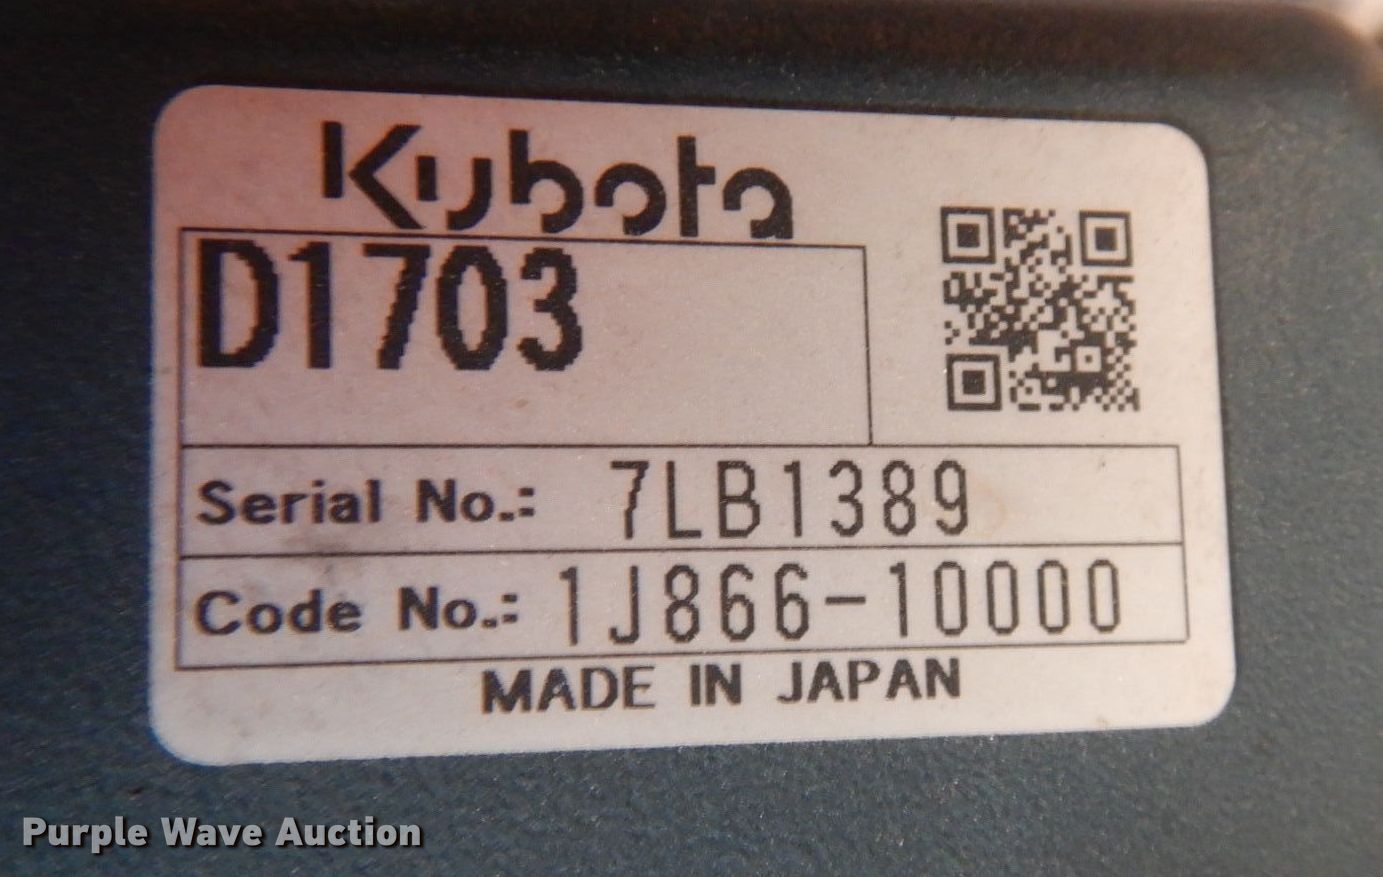 Kubota
D1703
Serial No.: 7LB1389
Code No.: 1J866-10000
MADE IN JAPAN
Purple Wave Auction